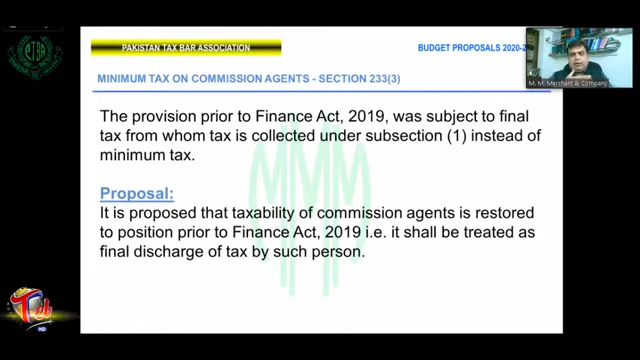 PTBA
PAKISTAN TAX BAR ASSOCIATION
BUDGET PROPOSALS 2020-2
MINIMUM TAX ON COMMISSION AGENTS - SECTION 233(3)
M. M. Merchant & Company
The provision prior to Finance Act, 2019, was subject to final
tax from whom tax is collected under subsection (1) instead of
minimum tax.
Proposal:
It is proposed that taxability of commission agents is restored
to position prior to Finance Act, 2019 i.e. it shall be treated as
final discharge of tax by such person.
MMM
HD